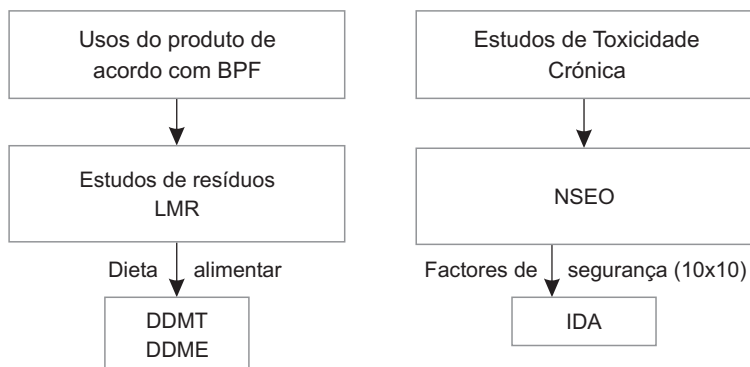 Usos do produto de
acordo com BPF
Estudos de resíduos
LMR
Dieta alimentar
DDMT
DDME
Estudos de Toxicidade
Crónica
NSEO
Factores de segurança (10x10)
IDA